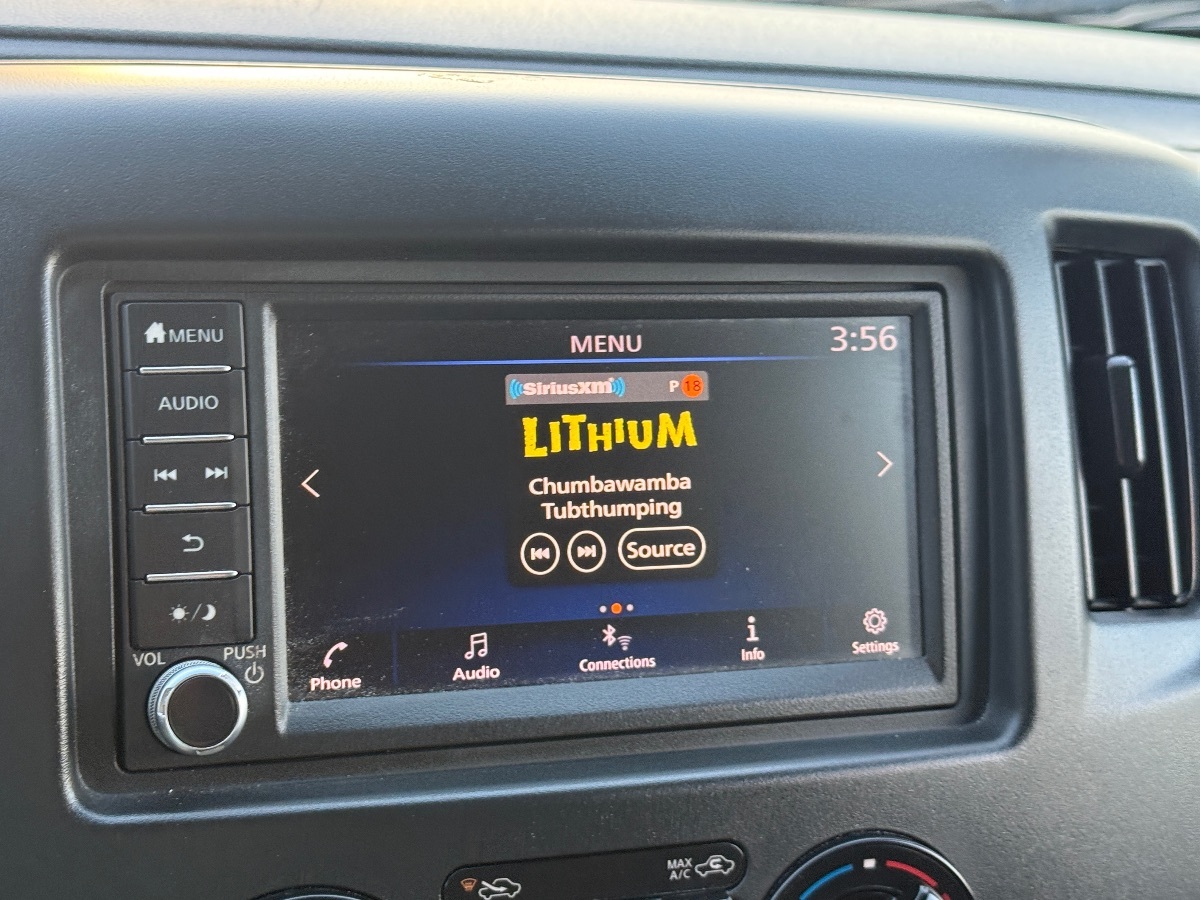 MENU
AUDIO
VOL
PUSH
MENU
3:56
SiriusXM
P 18
LiTHiUM
Chumbawamba
Tubthumping
Source
Phone
Audio
Connections
Info
Settings
MAX
A/C